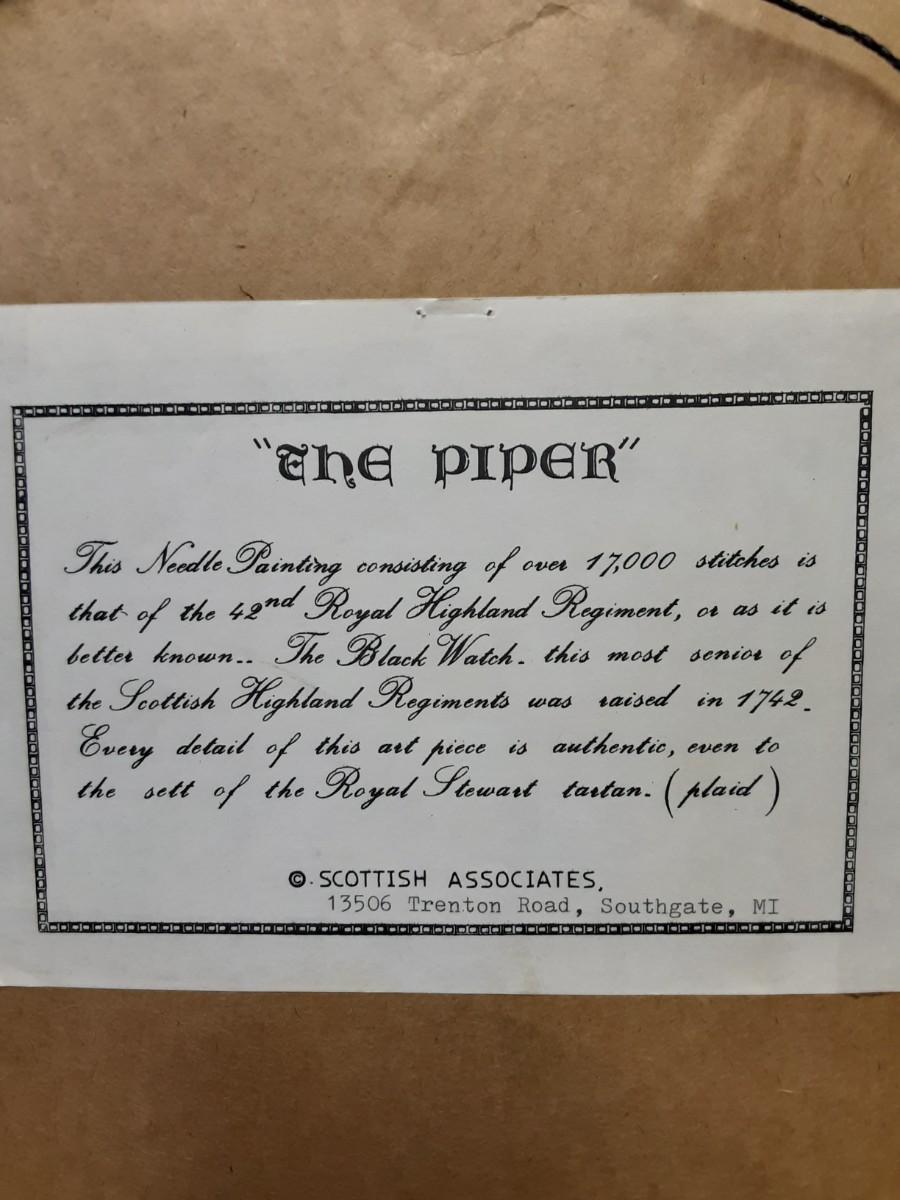 "The Piper"
This Needle Painting consisting of over 17,000 stitches is
that of the 42nd Royal Highland Regiment, or as it is
better known.. The Black Watch. this most senior of
the Scottish Highland Regiments was raised in 1742.
Every detail of this art piece is authentic, even to
the sett of the Royal Stewart tartan. (plaid)
©. SCOTTISH ASSOCIATES,
13506 Trenton Road, Southgate, MI